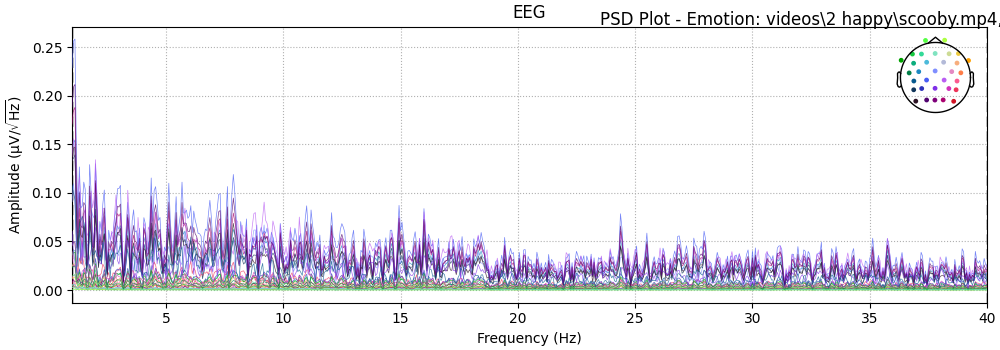 EEG
PSD Plot - Emotion: videos\2 happy\scooby.mp4,
Amplitude (µV/√Hz)
0.25
0.20
0.15
0.10
0.05
0.00
5 10 15 20 25 30 35 40
Frequency (Hz)